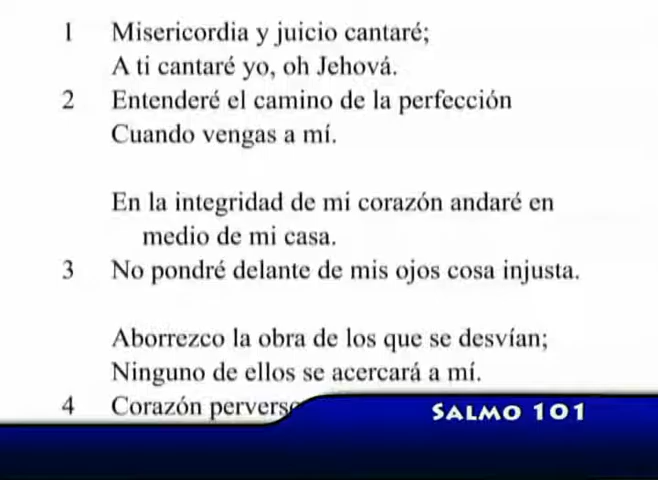 1 Misericordia y juicio cantaré;
A ti cantaré yo, oh Jehová.
2 Entenderé el camino de la perfección
Cuando vengas a mí.
En la integridad de mi corazón andaré en
medio de mi casa.
3 No pondré delante de mis ojos cosa injusta.
Aborrezco la obra de los que se desvían;
Ninguno de ellos se acercará a mí.
4 Corazón perverso
SALMO 101